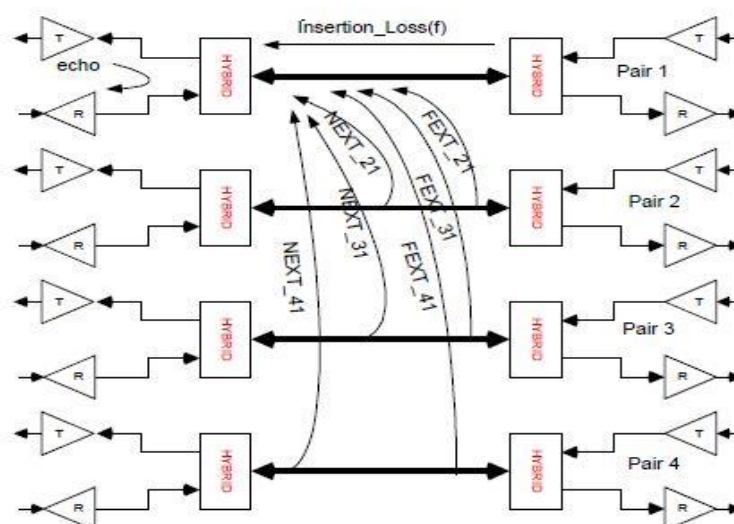 Insertion_Loss(f)
T
HYBRID
HYBRID
T
echo
Pair 1
R
R
NEXT_21
FEXT_21
T
HYBRID
HYBRID
T
Pair 2
R
R
NEXT_31
FEXT_31
NEXT_41
FEXT_41
T
HYBRID
HYBRID
T
Pair 3
R
R
T
HYBRID
HYBRID
T
Pair 4
R
R